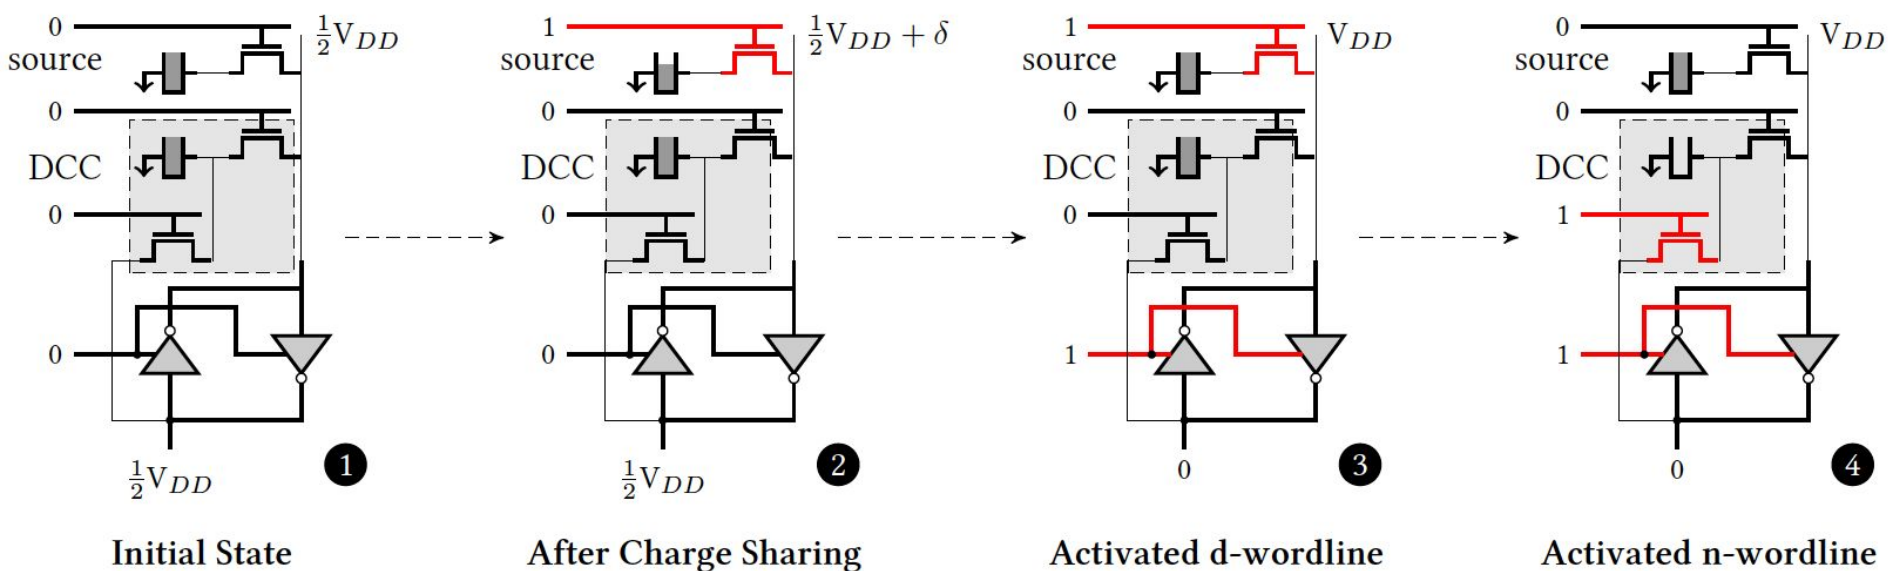 0 ½V_DD
source
0
DCC
0
0
½V_DD
1
Initial State
1 ½V_DD + δ
source
0
DCC
0
0
½V_DD
2
After Charge Sharing
1 V_DD
source
0
DCC
0
1
0
3
Activated d-wordline
0 V_DD
source
0
DCC
1
1
0
4
Activated n-wordline